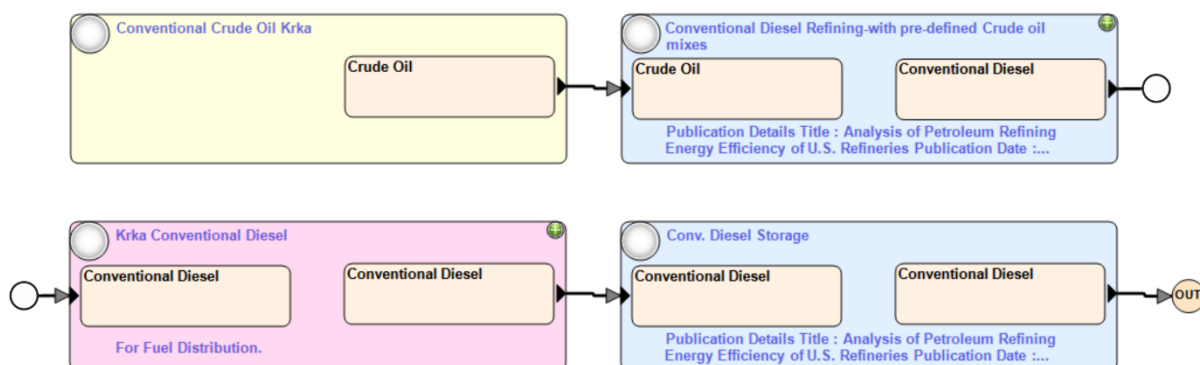 Conventional Crude Oil Krka
Crude Oil
Conventional Diesel Refining-with pre-defined Crude oil
mixes
Crude Oil
Conventional Diesel
Publication Details Title : Analysis of Petroleum Refining
Energy Efficiency of U.S. Refineries Publication Date :...
Krka Conventional Diesel
Conventional Diesel
Conventional Diesel
For Fuel Distribution.
Conv. Diesel Storage
Conventional Diesel
Conventional Diesel
Publication Details Title : Analysis of Petroleum Refining
Energy Efficiency of U.S. Refineries Publication Date :...
OUT